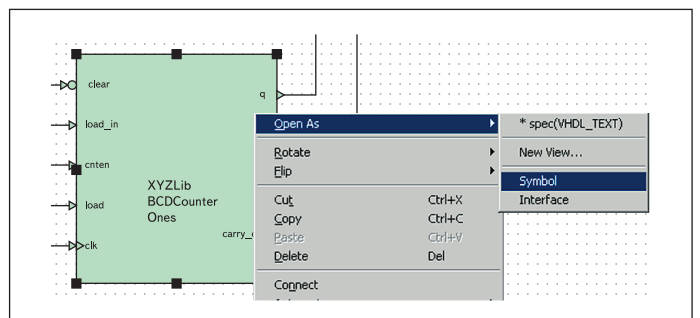 clear
q
load_in
cnten
load
clk
XYZLib
BCDCounter
Ones
Open As
Rotate
Flip
Cut Ctrl+X
Copy Ctrl+C
Paste Ctrl+V
Delete Del
Connect
* spec(VHDL_TEXT)
New View...
Symbol
Interface